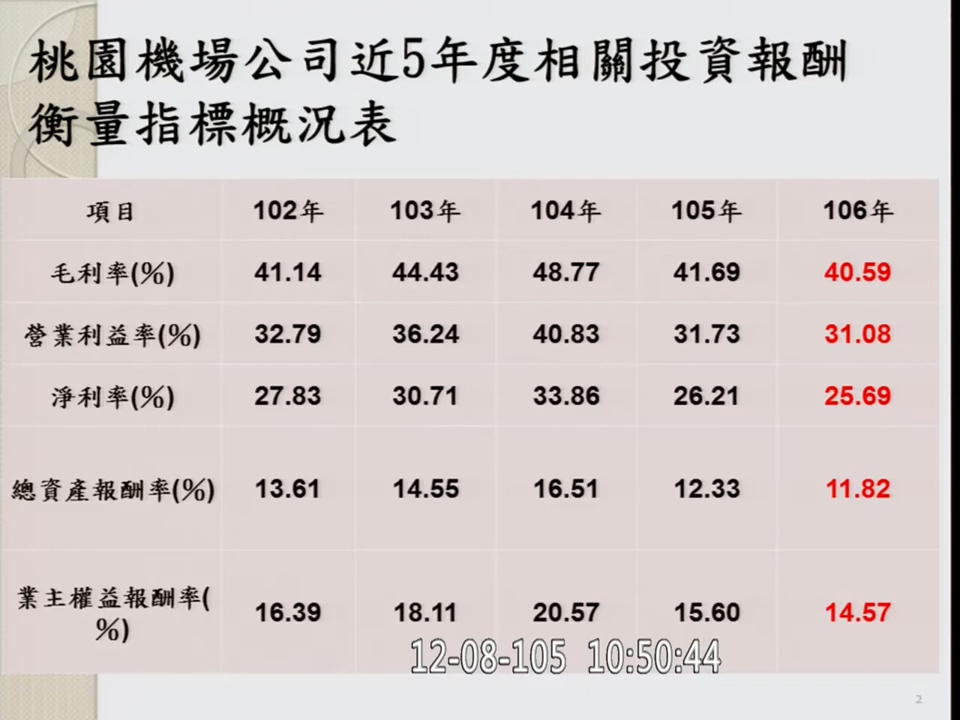 桃園機場公司近5年度相關投資報酬
衡量指標概況表
項目 102年 103年 104年 105年 106年
毛利率(%) 41.14 44.43 48.77 41.69 40.59
營業利益率(%) 32.79 36.24 40.83 31.73 31.08
淨利率(%) 27.83 30.71 33.86 26.21 25.69
總資產報酬率(%) 13.61 14.55 16.51 12.33 11.82
業主權益報酬率(
%) 16.39 18.11 20.57 15.60 14.57
12-08-105 10:50:44
2